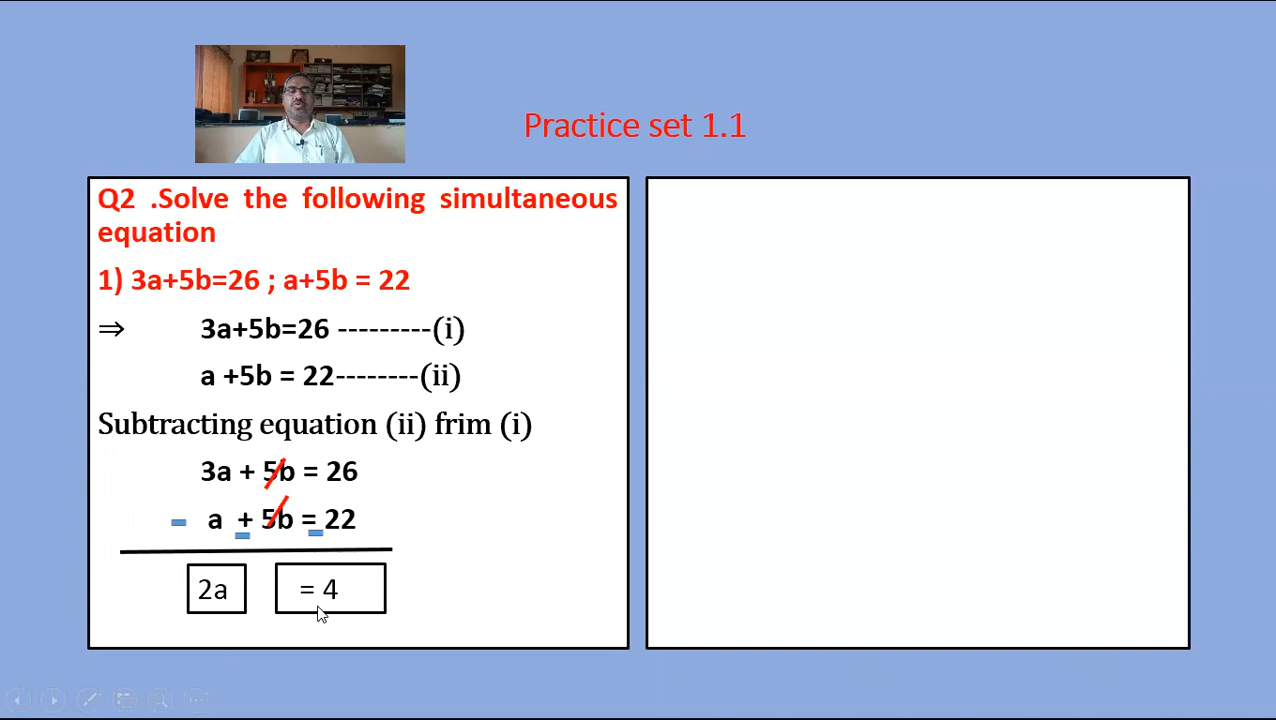 Practice set 1.1
Q2 .Solve the following simultaneous
equation
1) 3a+5b=26 ; a+5b = 22
⇒ 3a+5b=26 ---------(i)
a +5b = 22--------(ii)
Subtracting equation (ii) frim (i)
3a + 5b = 26
- a + 5b = 22
- -
2a = 4